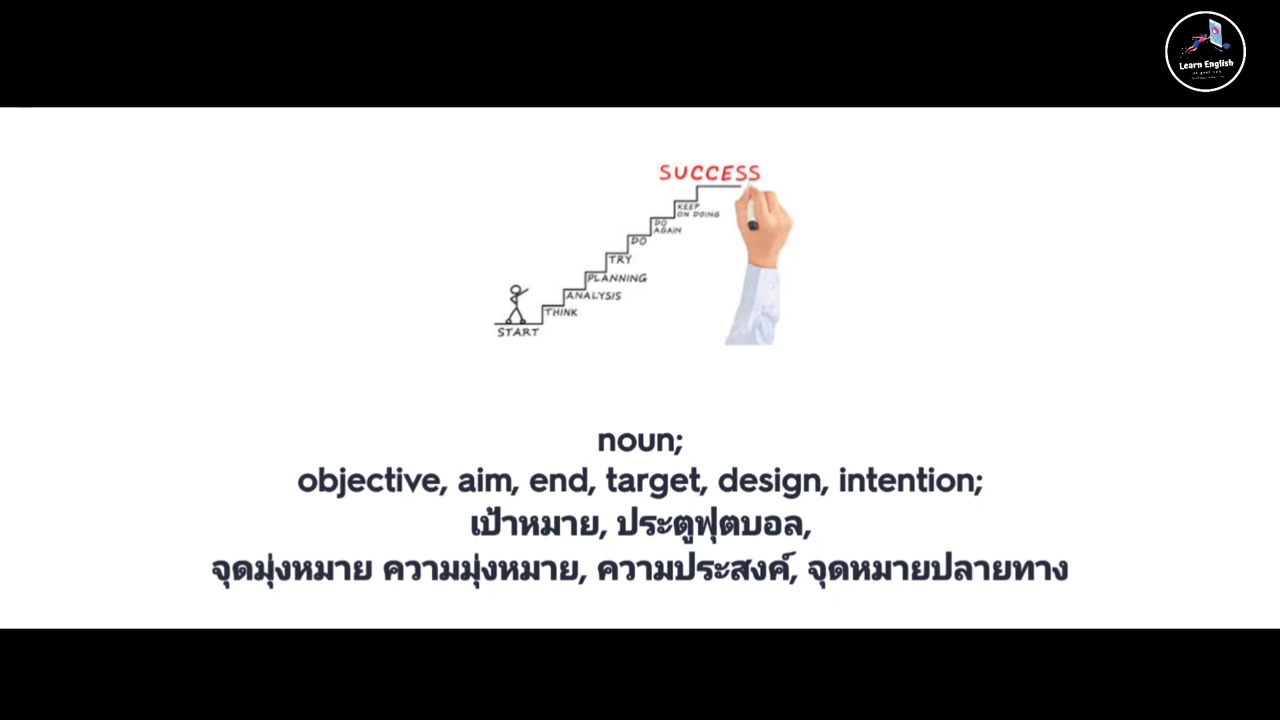 Learn English
SUCCESS
KEEP
ON DOING
DO
AGAIN
DO
TRY
PLANNING
ANALYSIS
THINK
START
noun;
objective, aim, end, target, design, intention;
เป้าหมาย, ประตูฟุตบอล,
จุดมุ่งหมาย ความมุ่งหมาย, ความประสงค์, จุดหมายปลายทาง